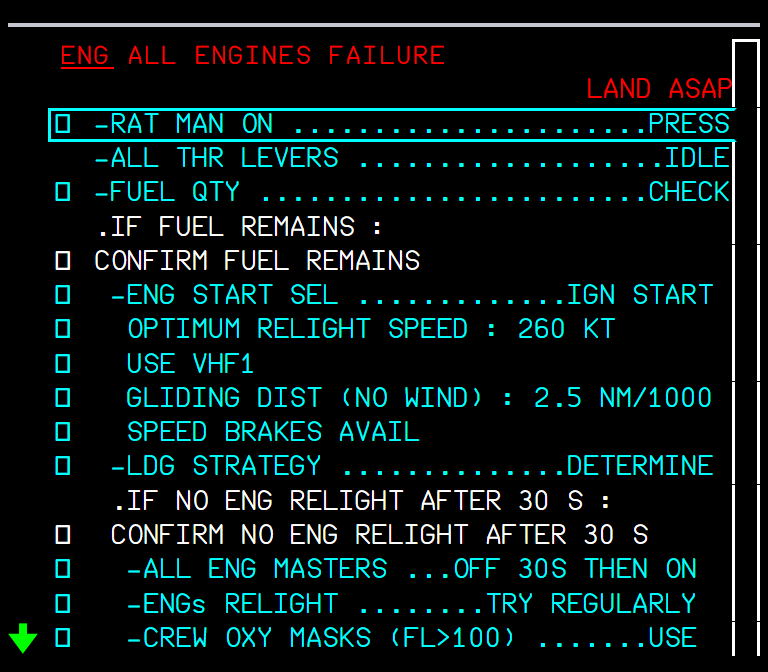 ENG ALL ENGINES FAILURE
LAND ASAP
-RAT MAN ON ......................PRESS
-ALL THR LEVERS ...................IDLE
-FUEL QTY ........................CHECK
.IF FUEL REMAINS :
CONFIRM FUEL REMAINS
-ENG START SEL .............IGN START
OPTIMUM RELIGHT SPEED : 260 KT
USE VHF1
GLIDING DIST (NO WIND) : 2.5 NM/1000
SPEED BRAKES AVAIL
-LDG STRATEGY ..............DETERMINE
.IF NO ENG RELIGHT AFTER 30 S :
CONFIRM NO ENG RELIGHT AFTER 30 S
-ALL ENG MASTERS ...OFF 30S THEN ON
-ENGs RELIGHT ........TRY REGULARLY
-CREW OXY MASKS (FL>100) .......USE